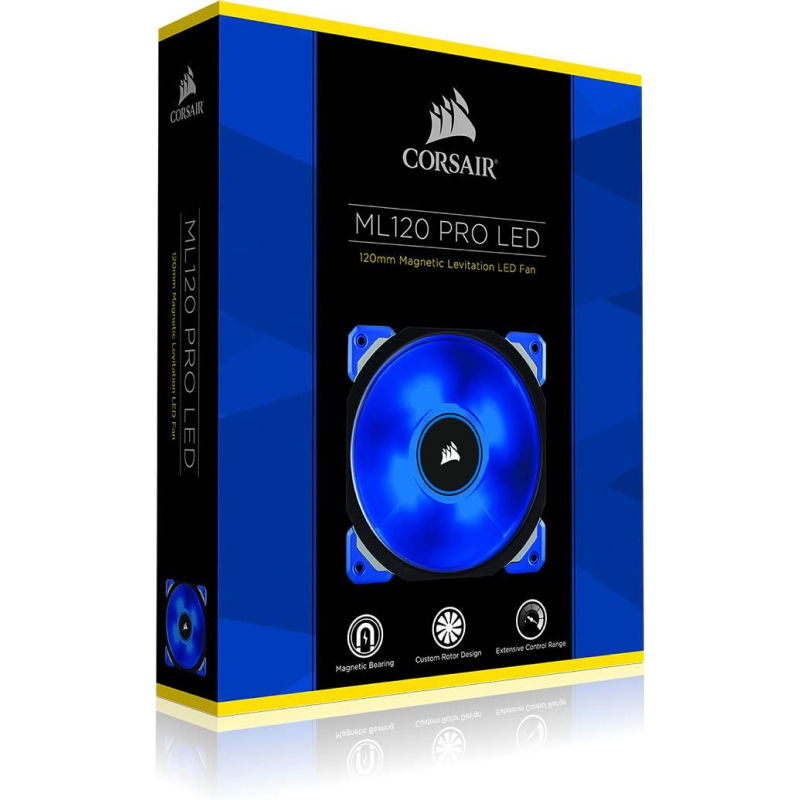 CORSAIR
ML120 PRO LED
120mm Magnetic Levitation LED Fan
CORSAIR®
ML120 PRO LED
120mm Magnetic Levitation LED Fan
Magnetic Bearing
Custom Rotor Design
Extensive Control Range